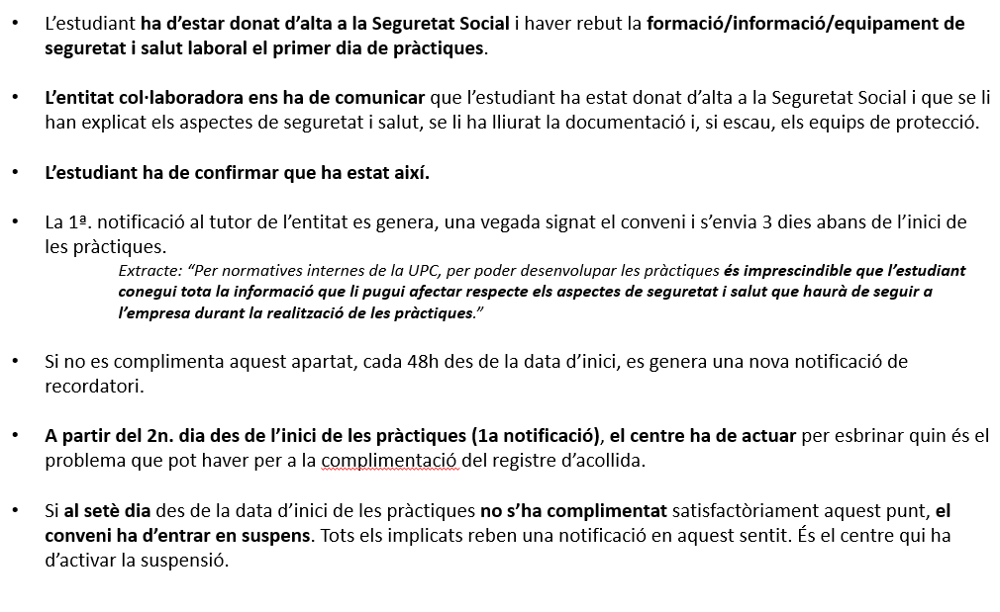 • L’estudiant ha d’estar donat d’alta a la Seguretat Social i haver rebut la formació/informació/equipament de
seguretat i salut laboral el primer dia de pràctiques.
• L’entitat col·laboradora ens ha de comunicar que l’estudiant ha estat donat d’alta a la Seguretat Social i que se li
han explicat els aspectes de seguretat i salut, se li ha lliurat la documentació i, si escau, els equips de protecció.
• L’estudiant ha de confirmar que ha estat així.
• La 1ª. notificació al tutor de l’entitat es genera, una vegada signat el conveni i s’envia 3 dies abans de l’inici de
les pràctiques.
Extracte: “Per normatives internes de la UPC, per poder desenvolupar les pràctiques és imprescindible que l’estudiant
conegui tota la informació que li pugui afectar respecte els aspectes de seguretat i salut que haurà de seguir a
l’empresa durant la realització de les pràctiques.”
• Si no es complimenta aquest apartat, cada 48h des de la data d’inici, es genera una nova notificació de
recordatori.
• A partir del 2n. dia des de l’inici de les pràctiques (1a notificació), el centre ha de actuar per esbrinar quin és el
problema que pot haver per a la complimentació del registre d’acollida.
• Si al setè dia des de la data d’inici de les pràctiques no s’ha complimentat satisfactòriament aquest punt, el
conveni ha d’entrar en suspens. Tots els implicats reben una notificació en aquest sentit. És el centre qui ha
d’activar la suspensió.